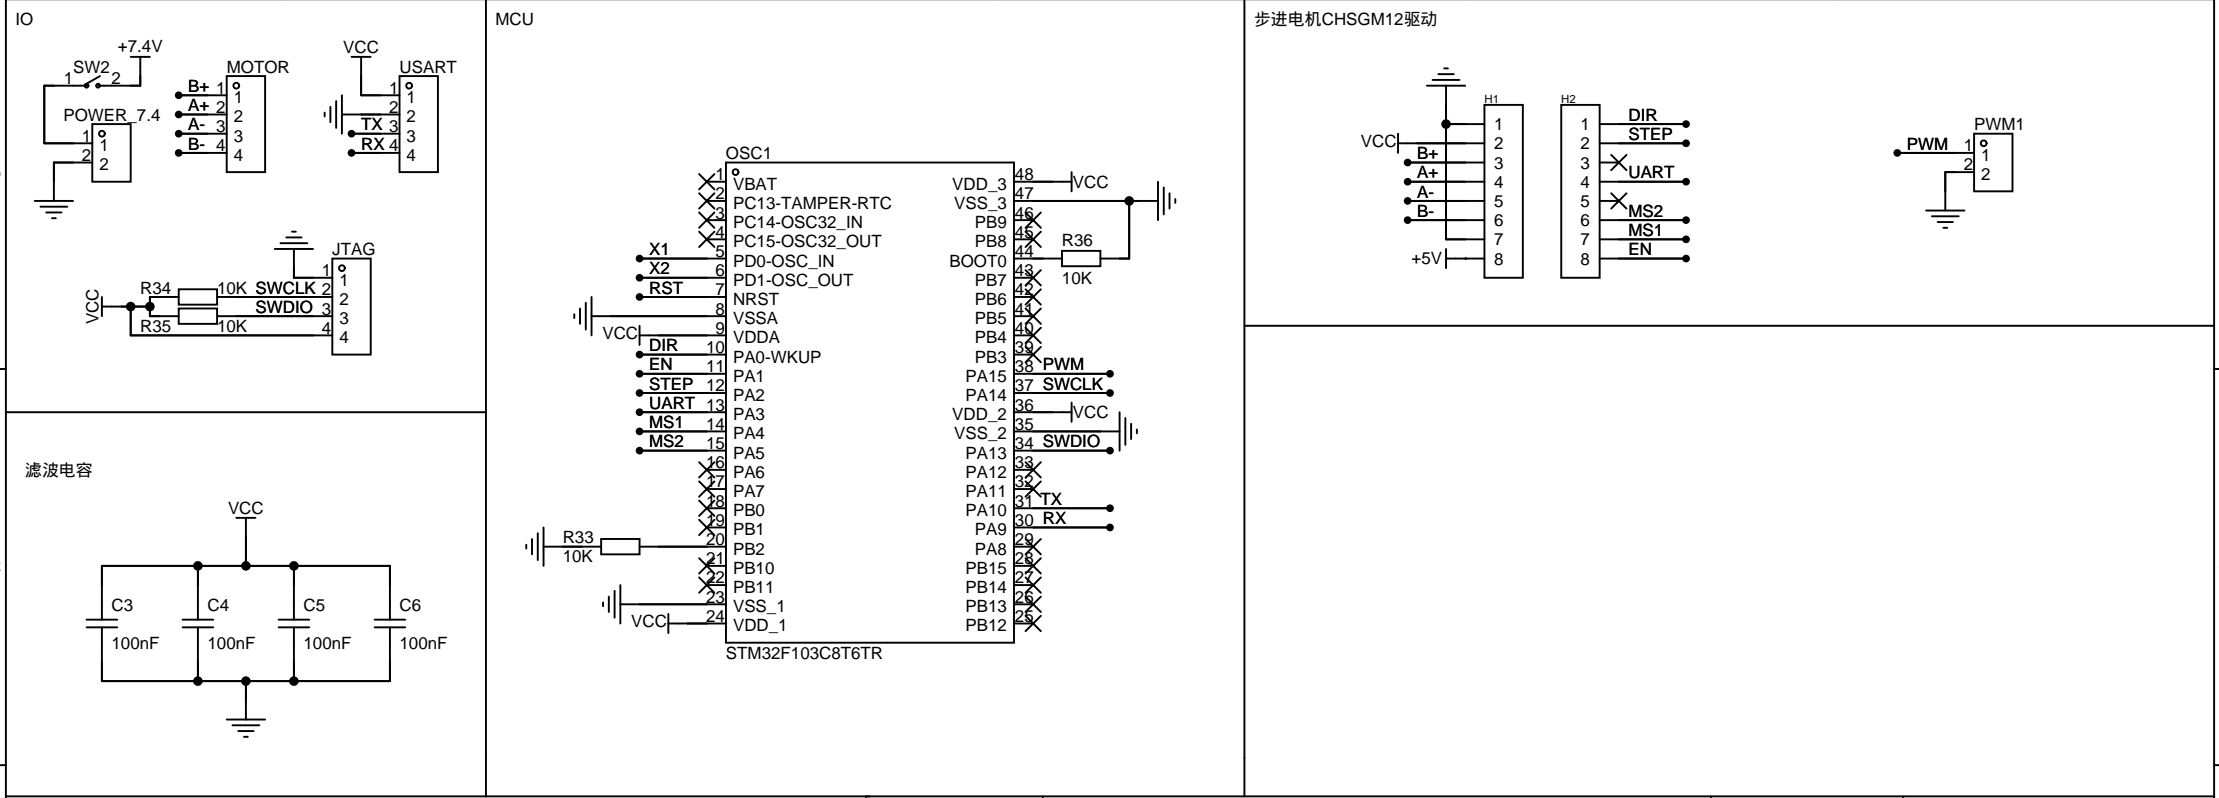 IO
+7.4V
SW2
1 2
POWER_7.4
1 1
2 2
MOTOR
B+ 1 1
A+ 2 2
A- 3 3
B- 4 4
VCC
USART
1 1
2 2
TX 3 3
RX 4 4
JTAG
1 1
R34 10K SWCLK 2 2
VCC
SWDIO 3 3
R35 10K 4 4
滤波电容
VCC
C3 C4 C5 C6
100nF 100nF 100nF 100nF
MCU
OSC1
1 VBAT
2 PC13-TAMPER-RTC
3 PC14-OSC32_IN
4 PC15-OSC32_OUT
X1 5 PD0-OSC_IN
X2 6 PD1-OSC_OUT
RST 7 NRST
8 VSSA
VCC 9 VDDA
DIR 10 PA0-WKUP
EN 11 PA1
STEP 12 PA2
UART 13 PA3
MS1 14 PA4
MS2 15 PA5
16 PA6
17 PA7
18 PB0
19 PB1
R33 10K 20 PB2
21 PB10
22 PB11
23 VSS_1
VCC 24 VDD_1
VDD_3 48 VCC
VSS_3 47
PB9 46
PB8 45
BOOT0 44 R36 10K
PB7 43
PB6 42
PB5 41
PB4 40
PB3 39
PA15 38 PWM
PA14 37 SWCLK
VDD_2 36 VCC
VSS_2 35
PA13 34 SWDIO
PA12 33
PA11 32
PA10 31 TX
PA9 30 RX
PA8 29
PB15 28
PB14 27
PB13 26
PB12 25
STM32F103C8T6TR
步进电机CHSGM12驱动
H1
1
VCC 2
B+ 3
A+ 4
A- 5
B- 6
7
+5V 8
H2
1 DIR
2 STEP
3
4 UART
5
6 MS2
7 MS1
8 EN
PWM1
PWM 1 1
2 2